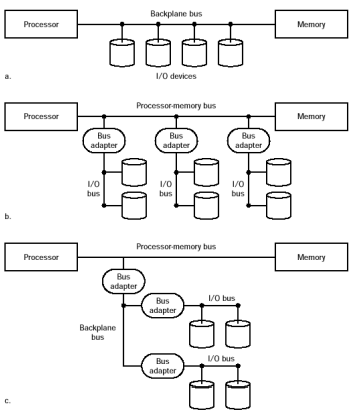 Backplane bus
Processor
Memory
a.
I/O devices
Processor-memory bus
Processor
Memory
Bus
adapter
Bus
adapter
Bus
adapter
I/O
bus
I/O
bus
I/O
bus
b.
Processor-memory bus
Processor
Memory
Bus
adapter
I/O bus
Bus
adapter
Backplane
bus
I/O bus
Bus
adapter
c.